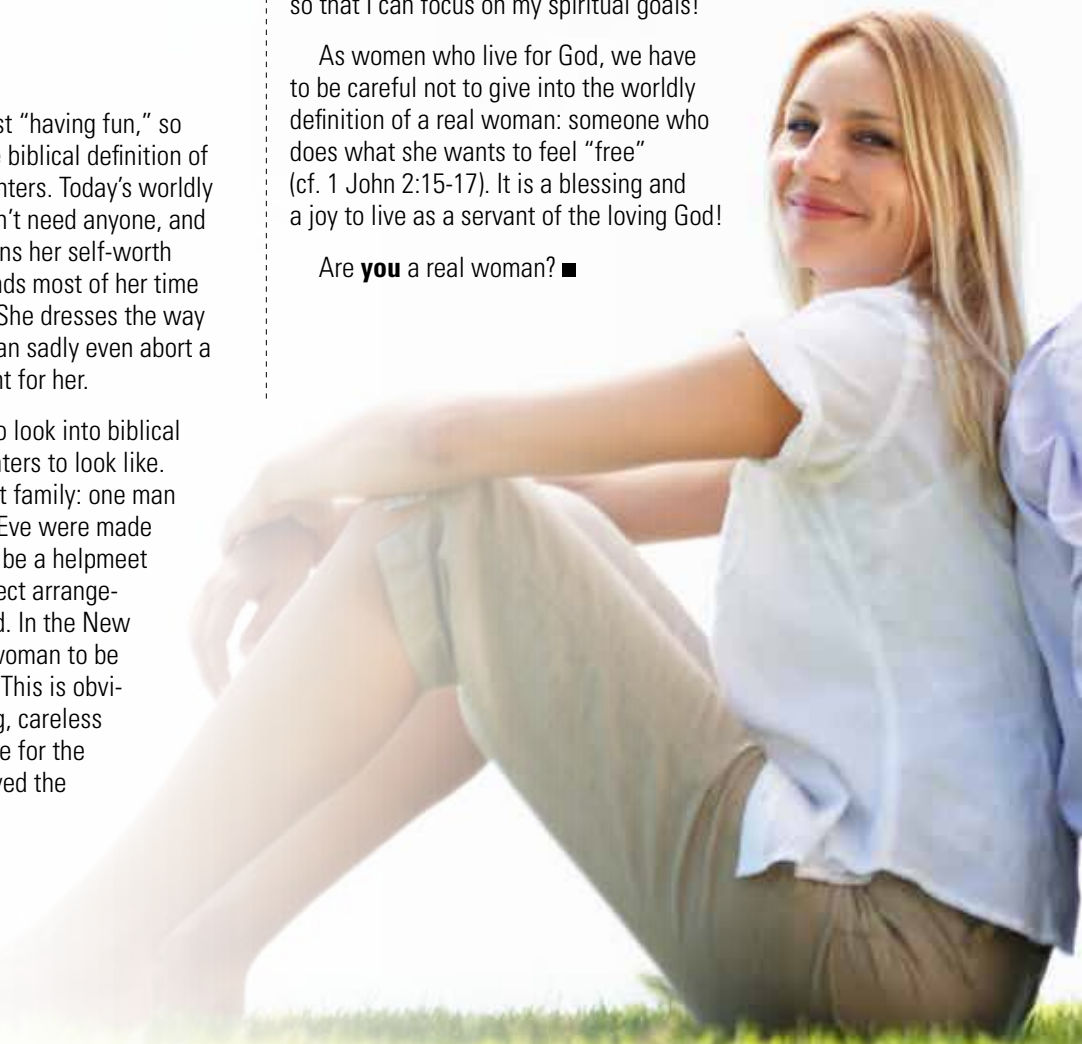 st “having fun,” so
e biblical definition of
nters. Today’s worldly
n’t need anyone, and
ns her self-worth
ds most of her time
She dresses the way
an sadly even abort a
nt for her.
o look into biblical
ters to look like.
t family: one man
Eve were made
be a helpmeet
ect arrange-
d. In the New
woman to be
This is obvi-
g, careless
e for the
ved the
so that I can focus on my spiritual goals!
As women who live for God, we have
to be careful not to give into the worldly
definition of a real woman: someone who
does what she wants to feel “free”
(cf. 1 John 2:15-17). It is a blessing and
a joy to live as a servant of the loving God!
Are you a real woman? ■